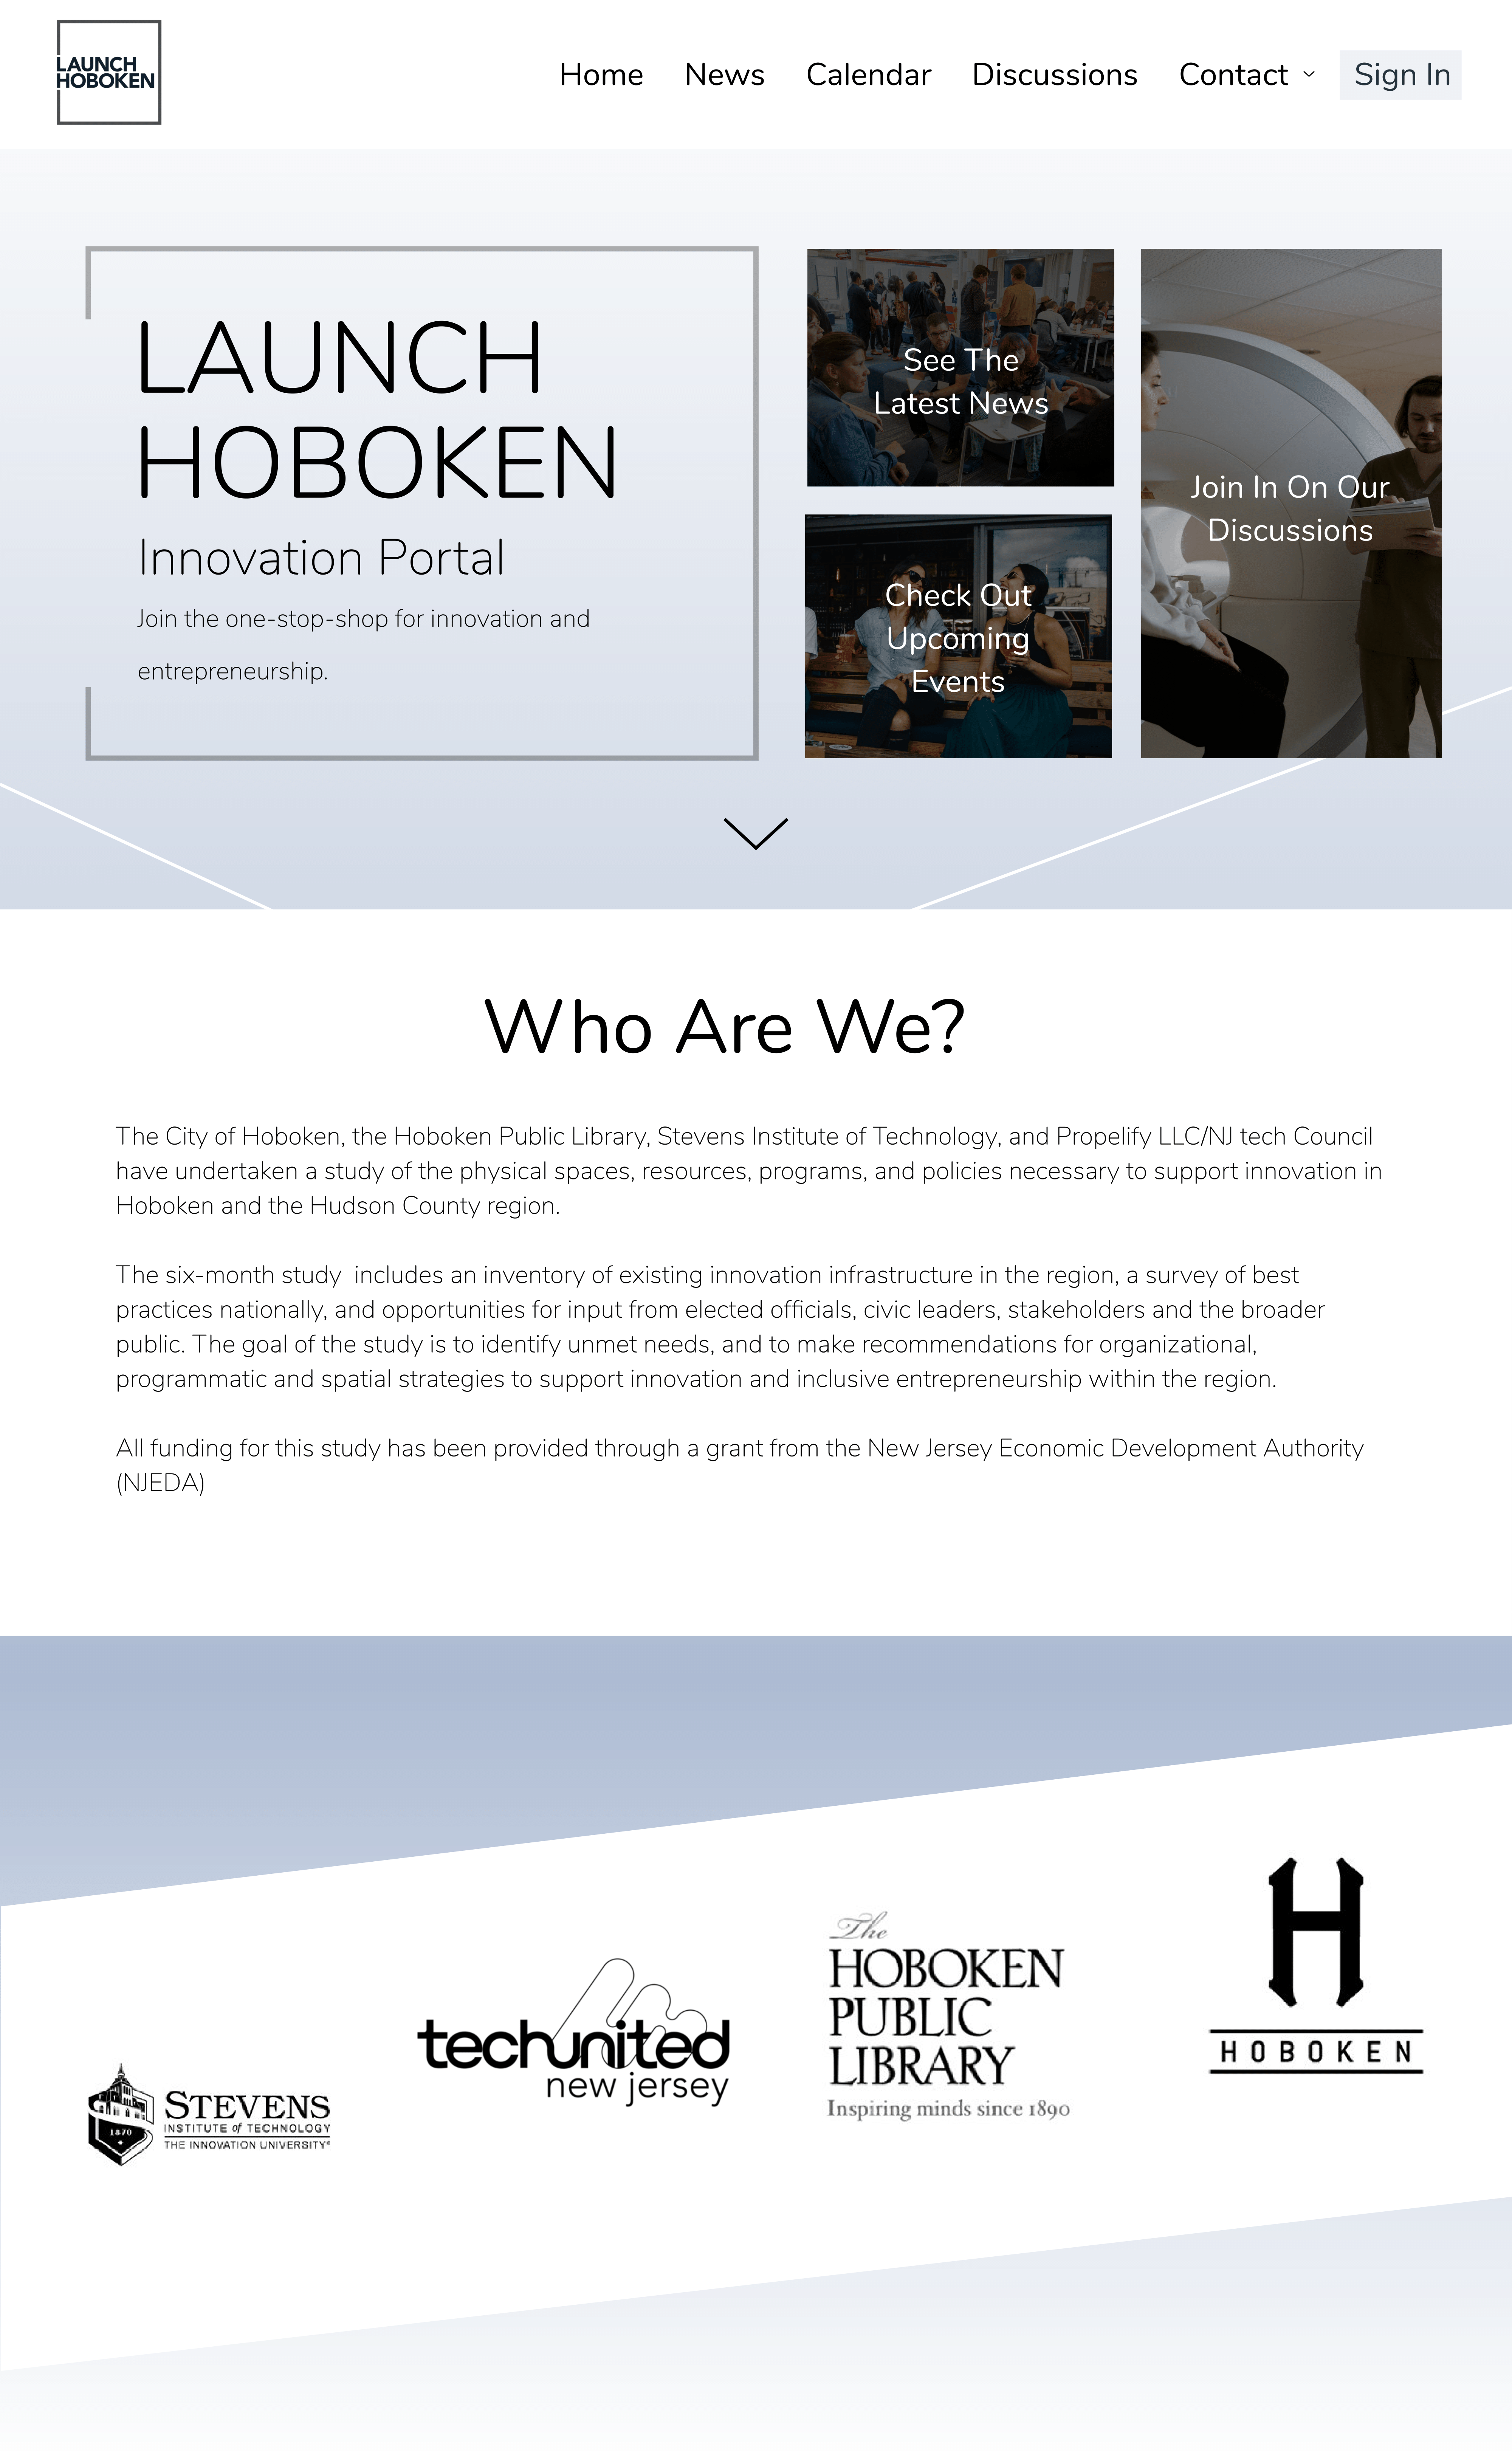 LAUNCH
HOBOKEN
Home News Calendar Discussions Contact Sign In
LAUNCH
HOBOKEN
Innovation Portal
Join the one-stop-shop for innovation and
entrepreneurship.
See The
Latest News
Check Out
Upcoming
Events
Join In On Our
Discussions
Who Are We?
The City of Hoboken, the Hoboken Public Library, Stevens Institute of Technology, and Propelify LLC/NJ tech Council
have undertaken a study of the physical spaces, resources, programs, and policies necessary to support innovation in
Hoboken and the Hudson County region.
The six-month study  includes an inventory of existing innovation infrastructure in the region, a survey of best
practices nationally, and opportunities for input from elected officials, civic leaders, stakeholders and the broader
public. The goal of the study is to identify unmet needs, and to make recommendations for organizational,
programmatic and spatial strategies to support innovation and inclusive entrepreneurship within the region.
All funding for this study has been provided through a grant from the New Jersey Economic Development Authority
(NJEDA)
1870
STEVENS
INSTITUTE of TECHNOLOGY
THE INNOVATION UNIVERSITY®
techunited
new jersey
The
HOBOKEN
PUBLIC
LIBRARY
Inspiring minds since 1890
H
HOBOKEN